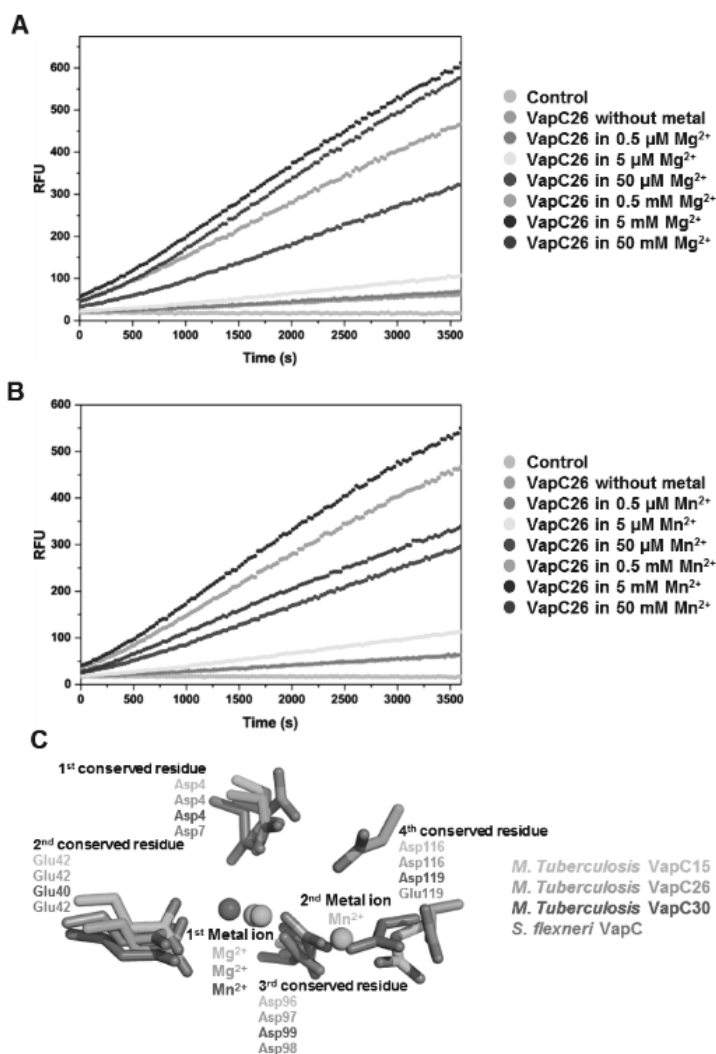 A
600
500
400
300
200
100
0
RFU
0 500 1000 1500 2000 2500 3000 3500
Time (s)
Control
VapC26 without metal
VapC26 in 0.5 µM Mg²⁺
VapC26 in 5 µM Mg²⁺
VapC26 in 50 µM Mg²⁺
VapC26 in 0.5 mM Mg²⁺
VapC26 in 5 mM Mg²⁺
VapC26 in 50 mM Mg²⁺
B
600
500
400
300
200
100
0
RFU
0 500 1000 1500 2000 2500 3000 3500
Time (s)
Control
VapC26 without metal
VapC26 in 0.5 µM Mn²⁺
VapC26 in 5 µM Mn²⁺
VapC26 in 50 µM Mn²⁺
VapC26 in 0.5 mM Mn²⁺
VapC26 in 5 mM Mn²⁺
VapC26 in 50 mM Mn²⁺
C
1st conserved residue
Asp4
Asp4
Asp4
Asp7
2nd conserved residue
Glu42
Glu42
Glu40
Glu42
1st Metal ion
Mg²⁺
Mg²⁺
Mn²⁺
2nd Metal ion
Mn²⁺
3rd conserved residue
Asp96
Asp97
Asp99
Asp98
4th conserved residue
Asp116
Asp116
Asp119
Glu119
M. Tuberculosis VapC15
M. Tuberculosis VapC26
M. Tuberculosis VapC30
S. flexneri VapC